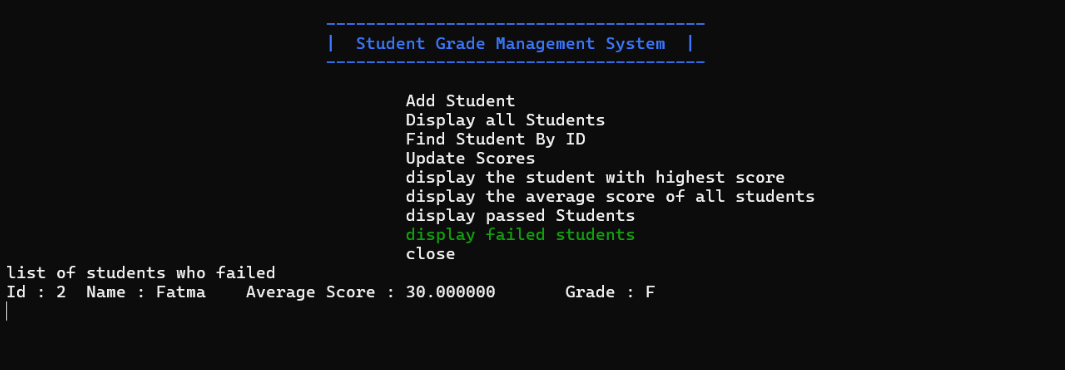 --------------------------------------
|  Student Grade Management System  |
--------------------------------------
Add Student
Display all Students
Find Student By ID
Update Scores
display the student with highest score
display the average score of all students
display passed Students
display failed students
close
list of students who failed
Id : 2  Name : Fatma    Average Score : 30.000000       Grade : F